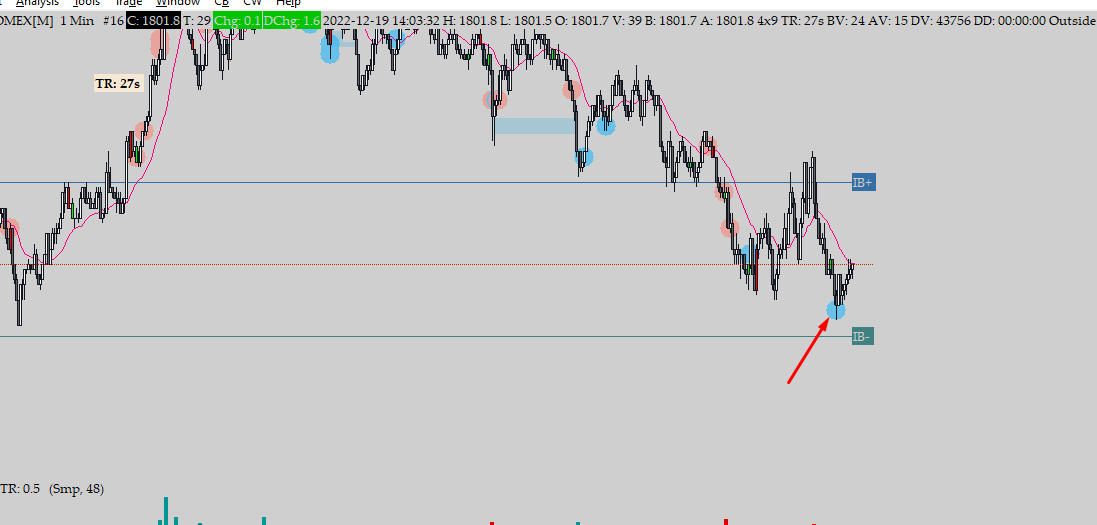 Analysis Tools Trade Window CB CW Help
OMEX[M] 1 Min #16 C: 1801.8 T: 29 Chg: 0.1 DChg: 1.6 2022-12-19 14:03:32 H: 1801.8 L: 1801.5 O: 1801.7 V: 39 B: 1801.7 A: 1801.8 4x9 TR: 27s BV: 24 AV: 15 DV: 43756 DD: 00:00:00 Outside
TR: 27s
IB+
IB-
TR: 0.5 (Smp, 48)